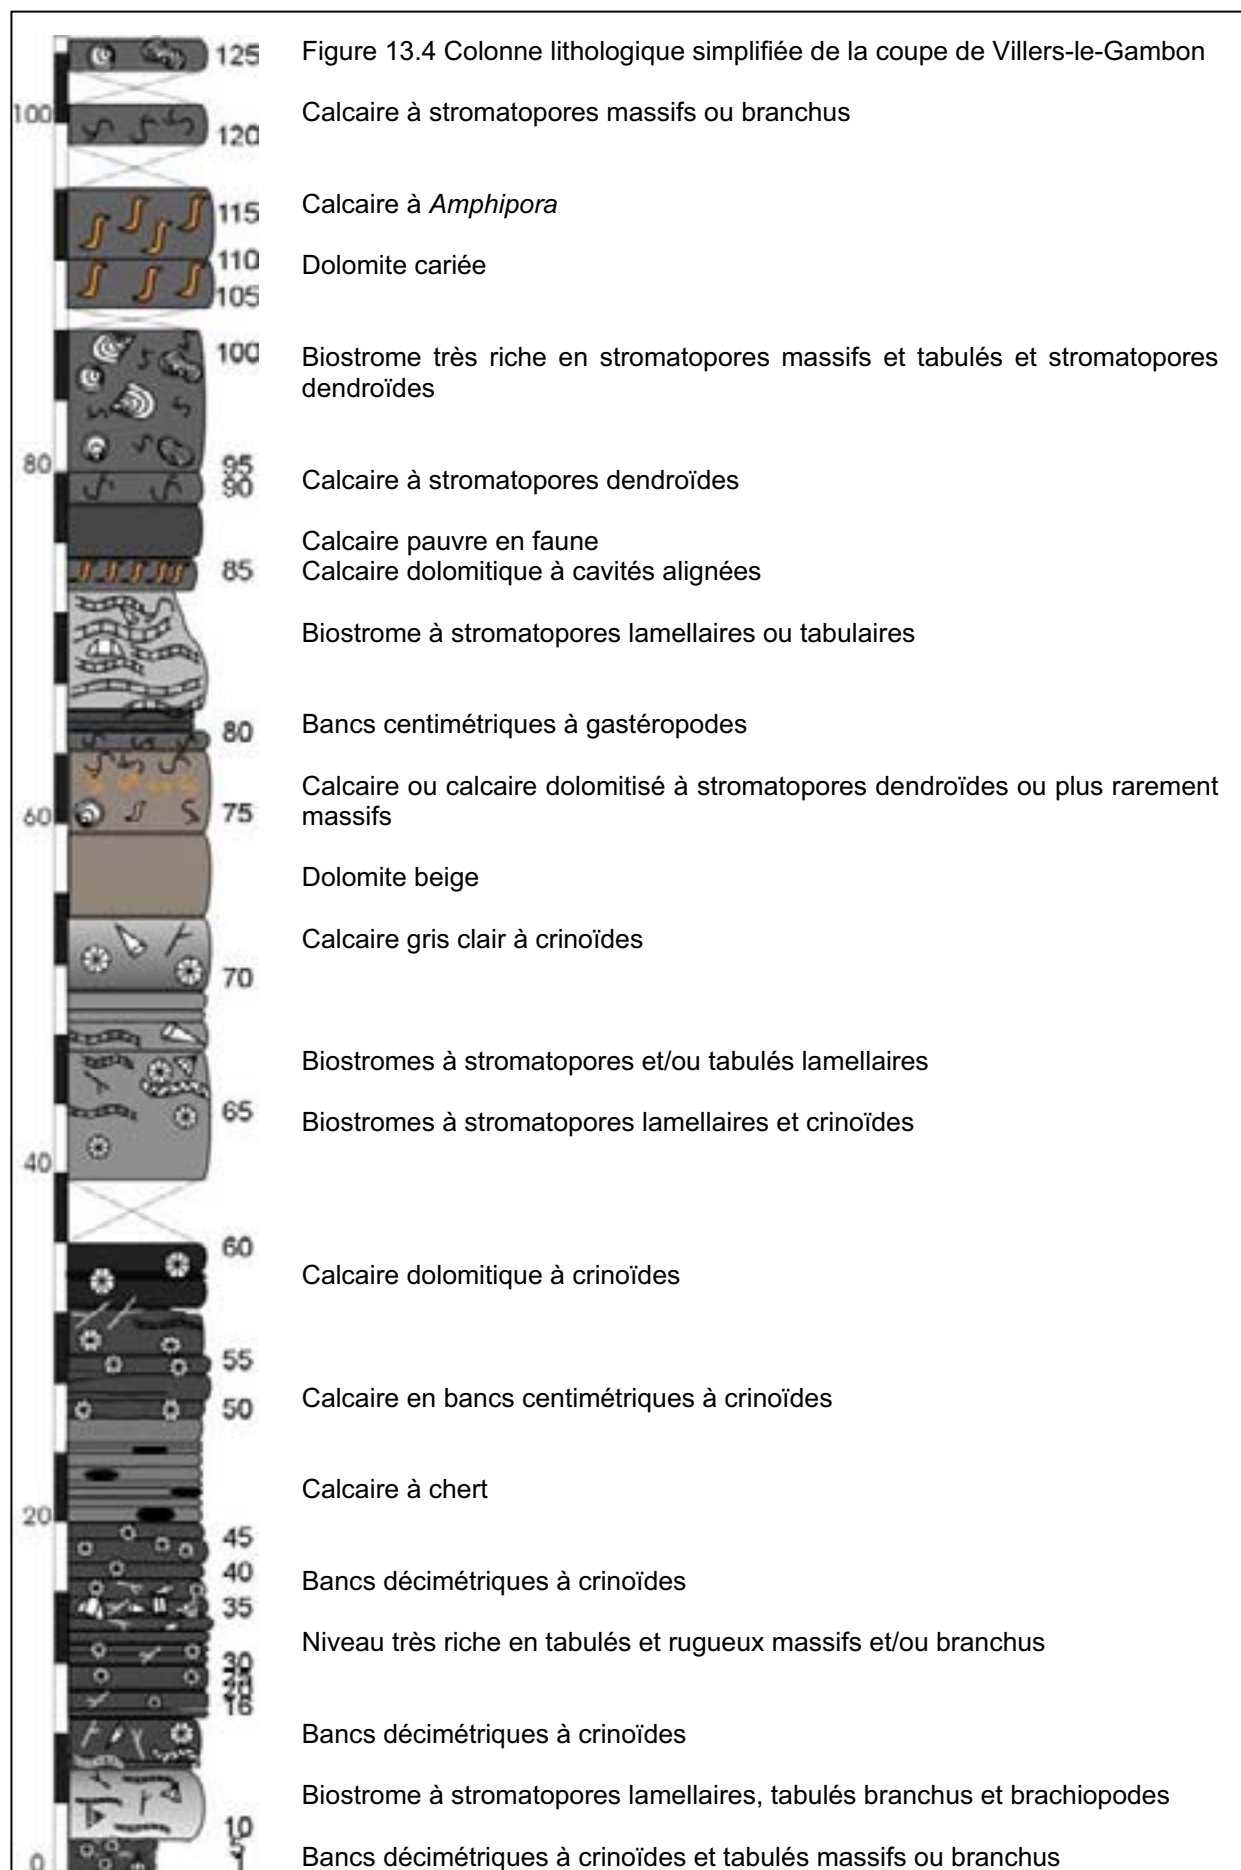 Figure 13.4 Colonne lithologique simplifiée de la coupe de Villers-le-Gambon
125
100
Calcaire à stromatopores massifs ou branchus
120
Calcaire à Amphipora
115
110
Dolomite cariée
105
100
Biostrome très riche en stromatopores massifs et tabulés et stromatopores
dendroïdes
80
95
90
Calcaire à stromatopores dendroïdes
Calcaire pauvre en faune
85
Calcaire dolomitique à cavités alignées
Biostrome à stromatopores lamellaires ou tabulaires
80
Bancs centimétriques à gastéropodes
Calcaire ou calcaire dolomitisé à stromatopores dendroïdes ou plus rarement
massifs
60
75
Dolomite beige
Calcaire gris clair à crinoïdes
70
Biostromes à stromatopores et/ou tabulés lamellaires
65
Biostromes à stromatopores lamellaires et crinoïdes
40
60
Calcaire dolomitique à crinoïdes
55
Calcaire en bancs centimétriques à crinoïdes
50
Calcaire à chert
20
45
40
Bancs décimétriques à crinoïdes
35
Niveau très riche en tabulés et rugueux massifs et/ou branchus
30
16
Bancs décimétriques à crinoïdes
Biostrome à stromatopores lamellaires, tabulés branchus et brachiopodes
10
5
1
0
Bancs décimétriques à crinoïdes et tabulés massifs ou branchus